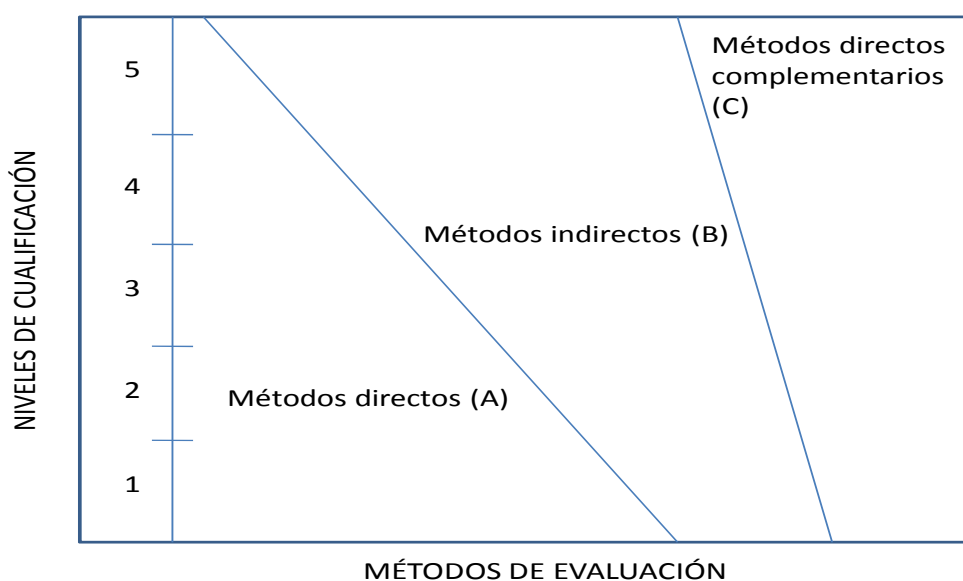 Métodos directos
complementarios
(C)
5
4
Métodos indirectos (B)
3
2
Métodos directos (A)
1
NIVELES DE CUALIFICACIÓN
MÉTODOS DE EVALUACIÓN